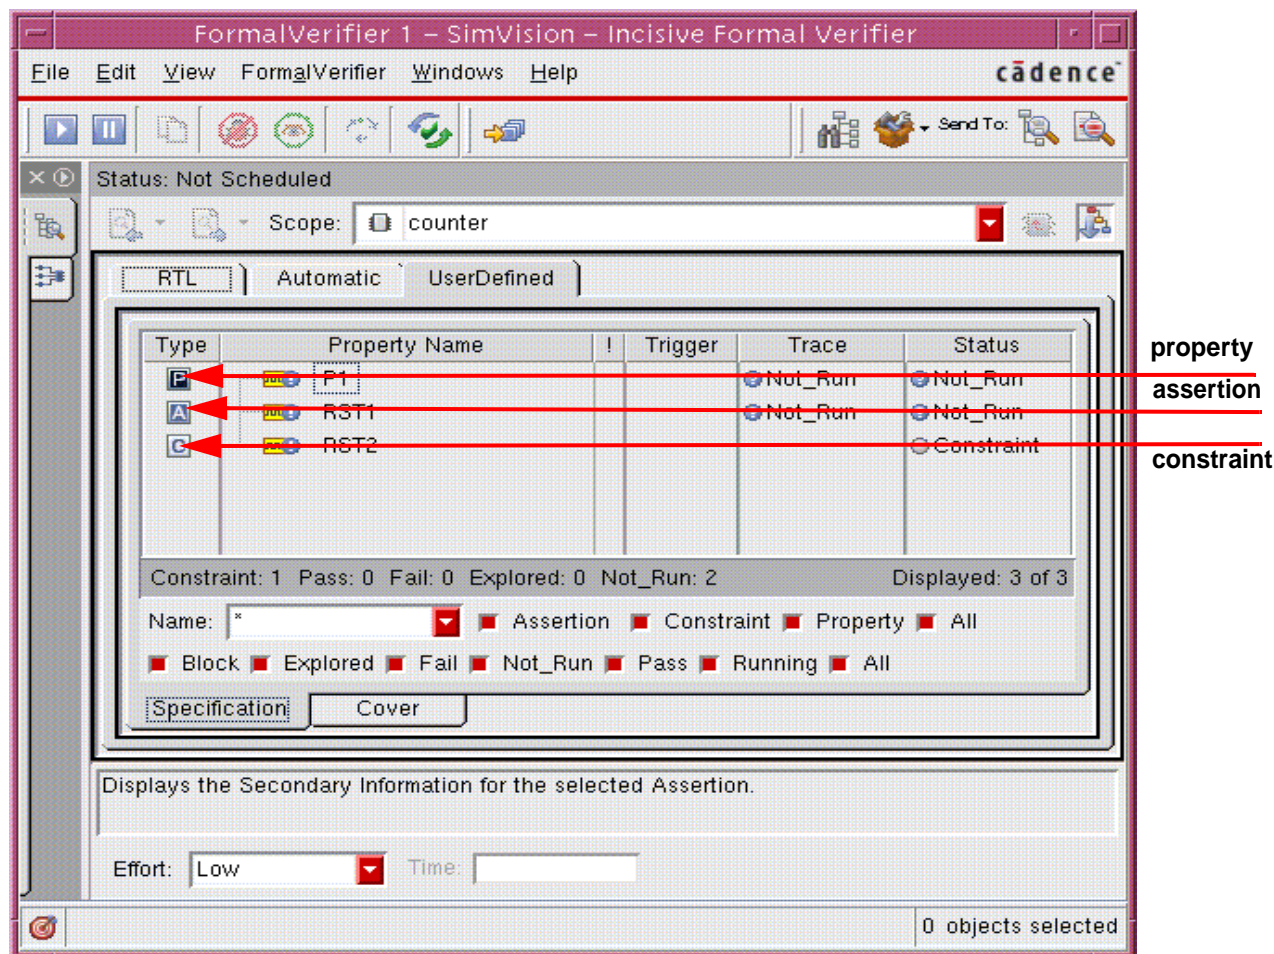 FormalVerifier 1 – SimVision – Incisive Formal Verifier
File Edit View FormalVerifier Windows Help cādence
Send To:
Status: Not Scheduled
Scope: counter
RTL Automatic UserDefined
Type Property Name ! Trigger Trace Status
P P1 Not_Run Not_Run
property
A RST1 Not_Run Not_Run
assertion
C RST2 Constraint
constraint
Constraint: 1 Pass: 0 Fail: 0 Explored: 0 Not_Run: 2 Displayed: 3 of 3
Name: * Assertion Constraint Property All
Block Explored Fail Not_Run Pass Running All
Specification Cover
Displays the Secondary Information for the selected Assertion.
Effort: Low Time:
0 objects selected